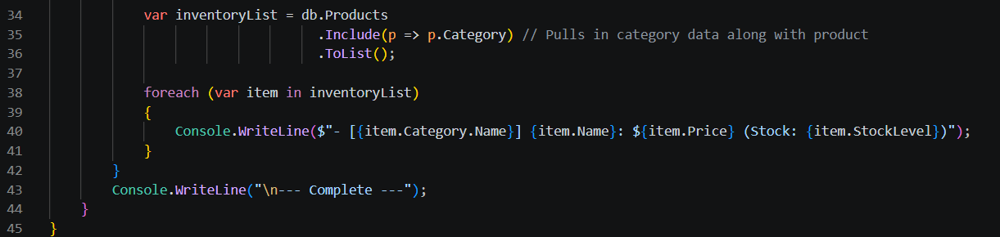 34 var inventoryList = db.Products
35 .Include(p => p.Category) // Pulls in category data along with product
36 .ToList();
37
38 foreach (var item in inventoryList)
39 {
40 Console.WriteLine($"- [{item.Category.Name}] {item.Name}: ${item.Price} (Stock: {item.StockLevel})");
41 }
42 }
43 Console.WriteLine("\n--- Complete ---");
44 }
45 }